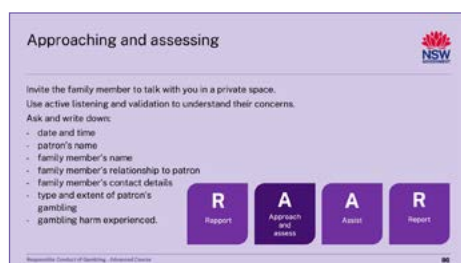 Approaching and assessing
NSW
GOVERNMENT
Invite the family member to talk with you in a private space.
Use active listening and validation to understand their concerns.
Ask and write down:
- date and time
- patron's name
- family member's name
- family member's relationship to patron
- family member's contact details
- type and extent of patron's
gambling
- gambling harm experienced.
R
Rapport
A
Approach
and
assess
A
Assist
R
Report
Responsible Conduct of Gambling - Advanced Course